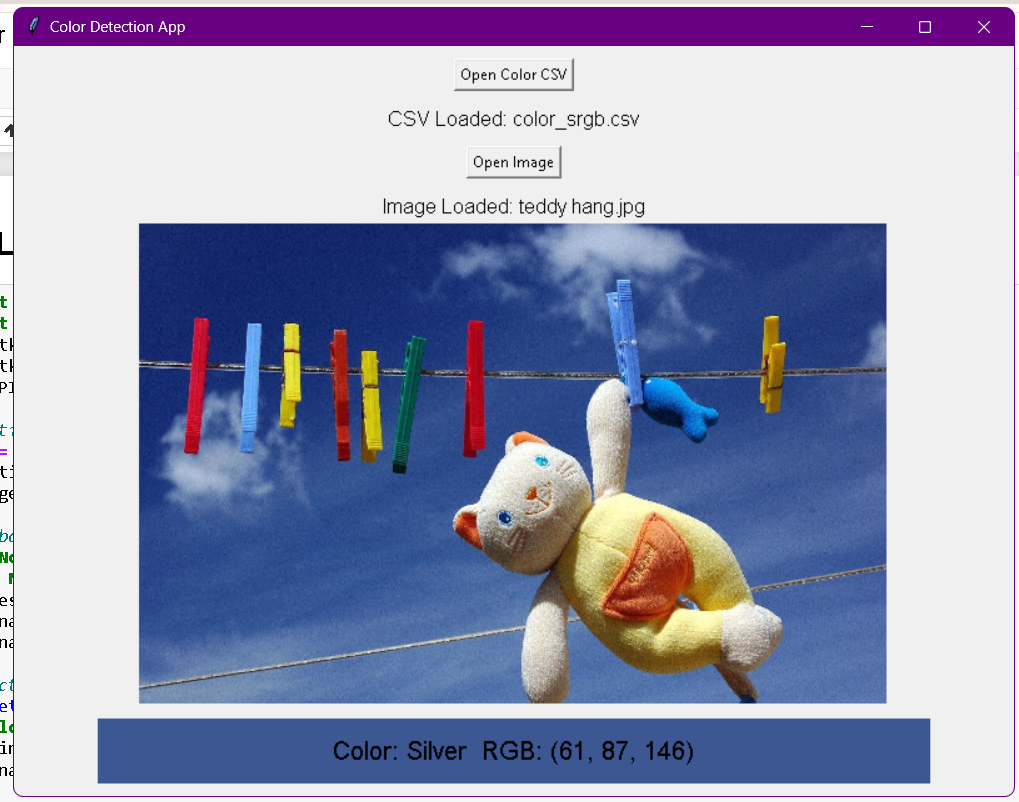 Color Detection App
Open Color CSV
CSV Loaded: color_srgb.csv
Open Image
Image Loaded: teddy hang.jpg
Color: Silver RGB: (61, 87, 146)